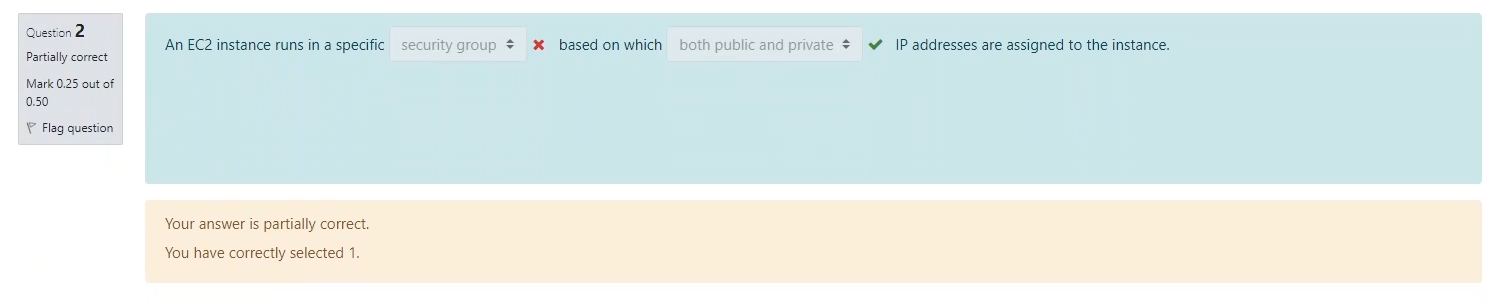 Question 2
Partially correct
Mark 0.25 out of
0.50
Flag question
An EC2 instance runs in a specific security group based on which both public and private IP addresses are assigned to the instance.
Your answer is partially correct.
You have correctly selected 1.